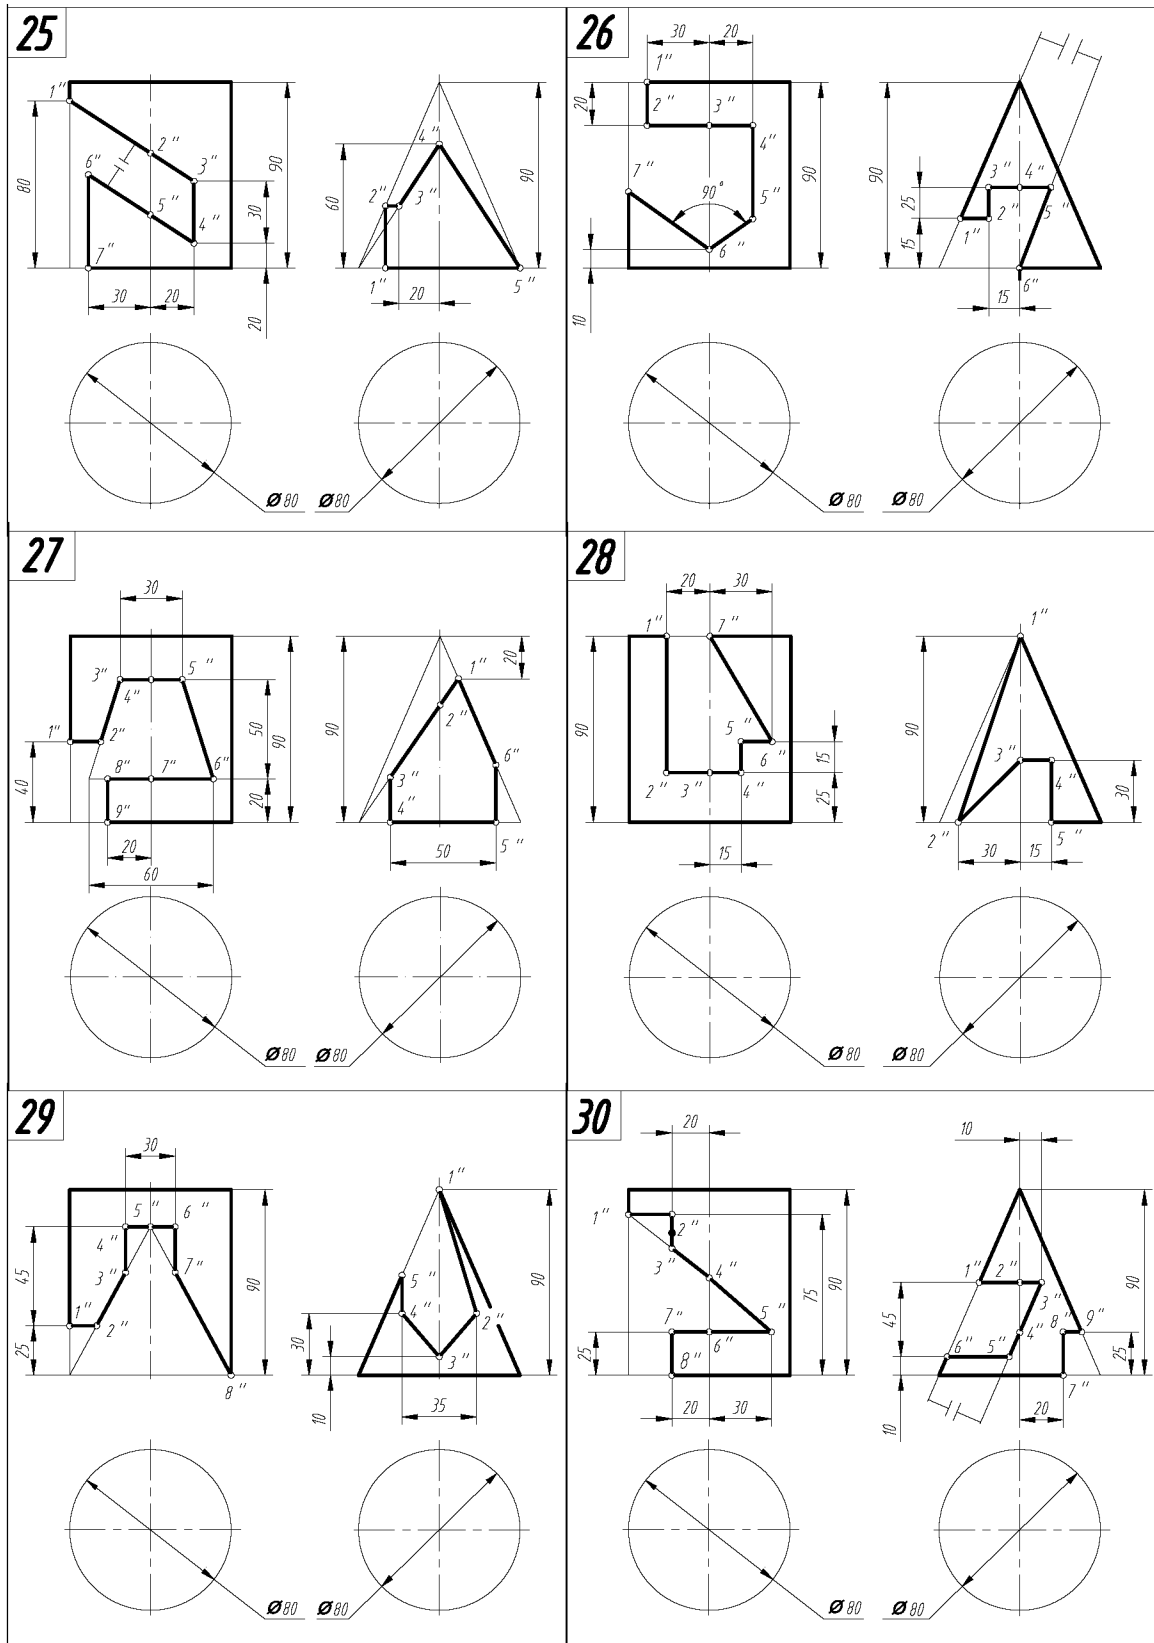 25
30 20
1" 2" 3" 6" 5" 4" 7"
80 90 30 20
30 20
4" 2" 3" 1" 5"
60 90 20
Ø80 Ø80
26
30 20
1" 2" 3" 4" 7" 5" 6"
20 90° 90 10
3" 4" 1" 2" 5" 6"
90 25 15 15
Ø80 Ø80
27
30
3" 4" 5" 1" 2" 8" 7" 6" 9"
40 50 90 20
20
60
1" 2" 3" 6" 4" 5"
90 20 50
Ø80 Ø80
28
20 30
1" 7" 5" 6" 2" 3" 4"
90 15 25
15
1" 3" 4" 2" 5"
90 30
30 15
Ø80 Ø80
29
30
5" 6" 4" 3" 7" 1" 2" 8"
45 25 90
1" 5" 4" 2" 3"
30 10 90
35
Ø80 Ø80
30
20 10
1" 2" 3" 4" 7" 6" 5" 8"
25 75 90
20 30
1" 2" 3" 4" 8" 9" 6" 5" 7"
45 10 25 90
20
Ø80 Ø80